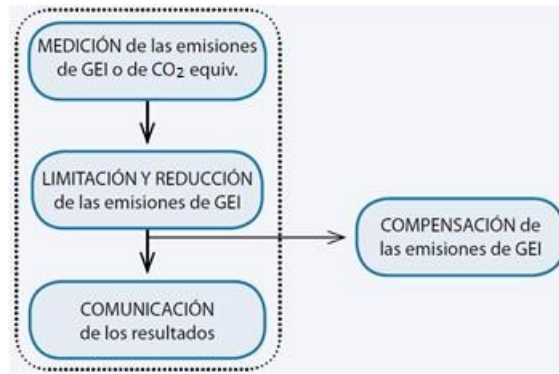 MEDICIÓN de las emisiones
de GEI o de CO₂ equiv.
LIMITACIÓN Y REDUCCIÓN
de las emisiones de GEI
COMPENSACIÓN de
las emisiones de GEI
COMUNICACIÓN
de los resultados